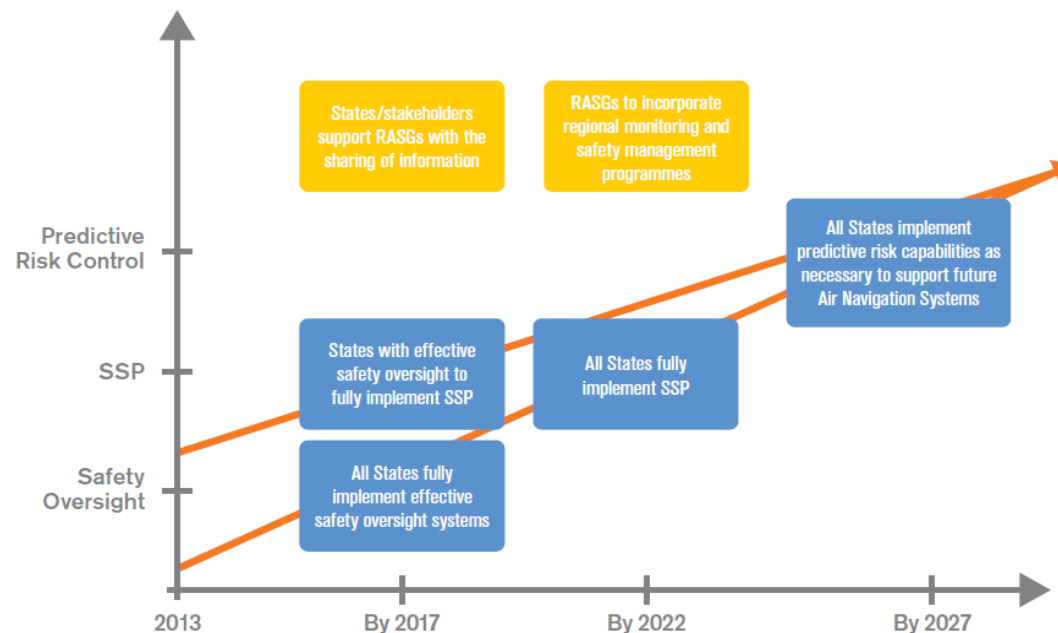 States/stakeholders
support RASGs with the
sharing of information
RASGs to incorporate
regional monitoring and
safety management
programmes
Predictive
Risk Control
All States implement
predictive risk capabilities as
necessary to support future
Air Navigation Systems
SSP
States with effective
safety oversight to
fully implement SSP
All States fully
implement SSP
Safety
Oversight
All States fully
implement effective
safety oversight systems
2013
By 2017
By 2022
By 2027